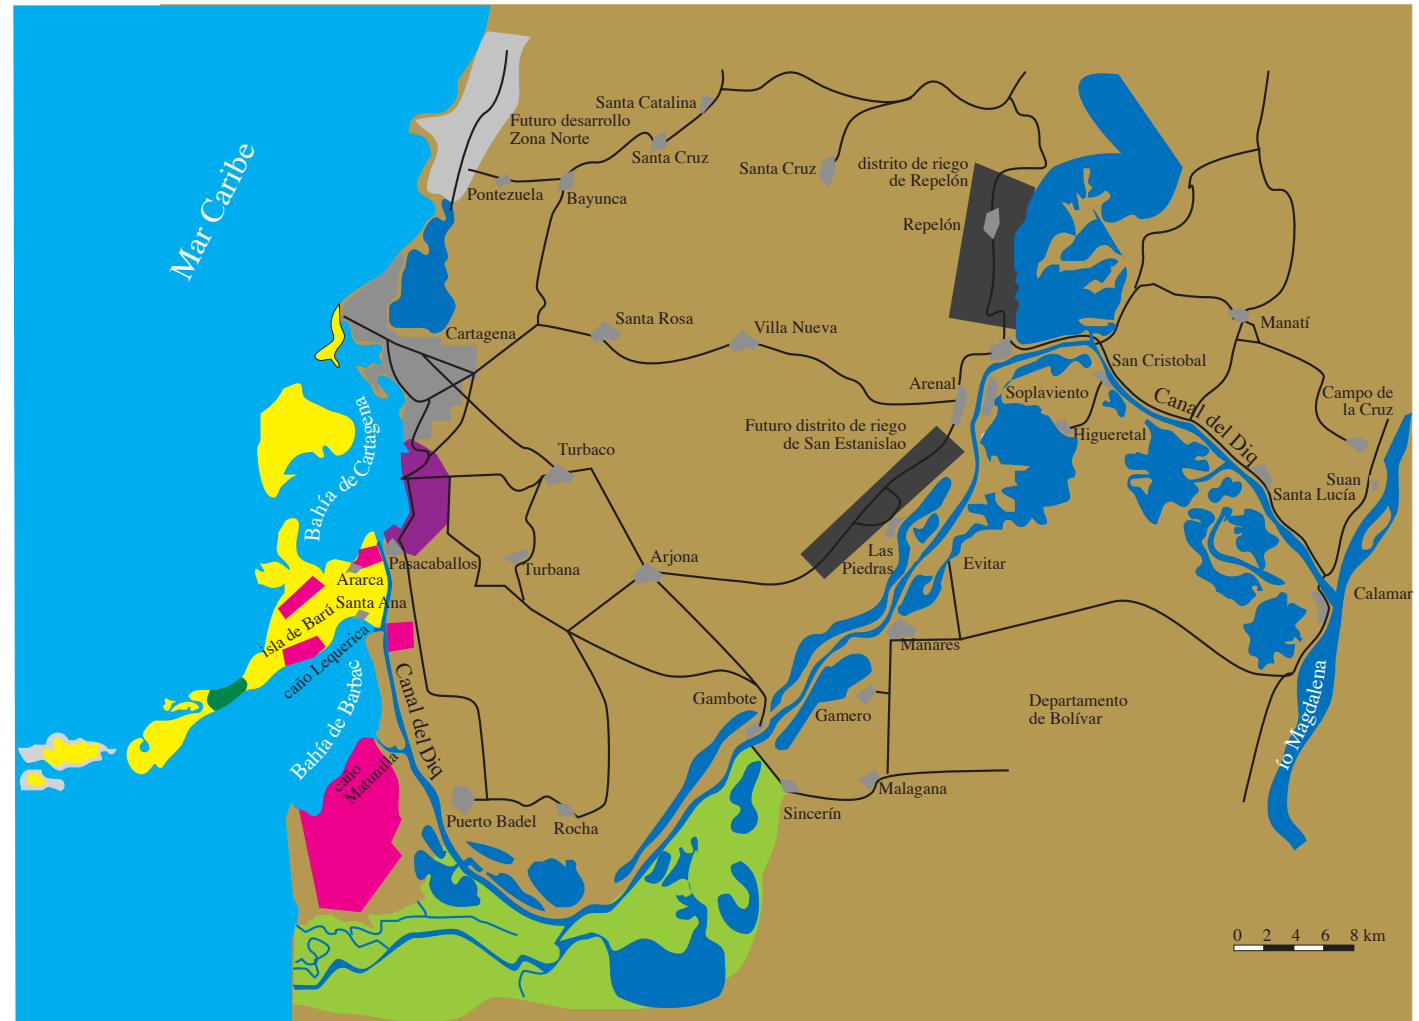 Mar Caribe
Futuro desarrollo
Zona Norte
Santa Catalina
Santa Cruz
Pontezuela
Bayunca
Santa Cruz
distrito de riego
de Repelón
Repelón
Cartagena
Santa Rosa
Villa Nueva
Manatí
San Cristobal
Arenal
Soplaviento
Canal del Diq
Campo de
la Cruz
Bahía de Cartagena
Futuro distrito de riego
de San Estanislao
Higueretal
Turbaco
Suan
Santa Lucía
Las
Piedras
Pasacaballos
Ararca
Turbana
Arjona
Evitar
Calamar
Santa Ana
isla de Barú
caño Lequerica
Manares
Bahía de Barbac
Canal del Diq
Gambote
Gamero
Departamento
de Bolívar
ío Magdalena
caño
Matunilla
Malagana
Puerto Badel
Rocha
Sincerín
0 2 4 6 8 km